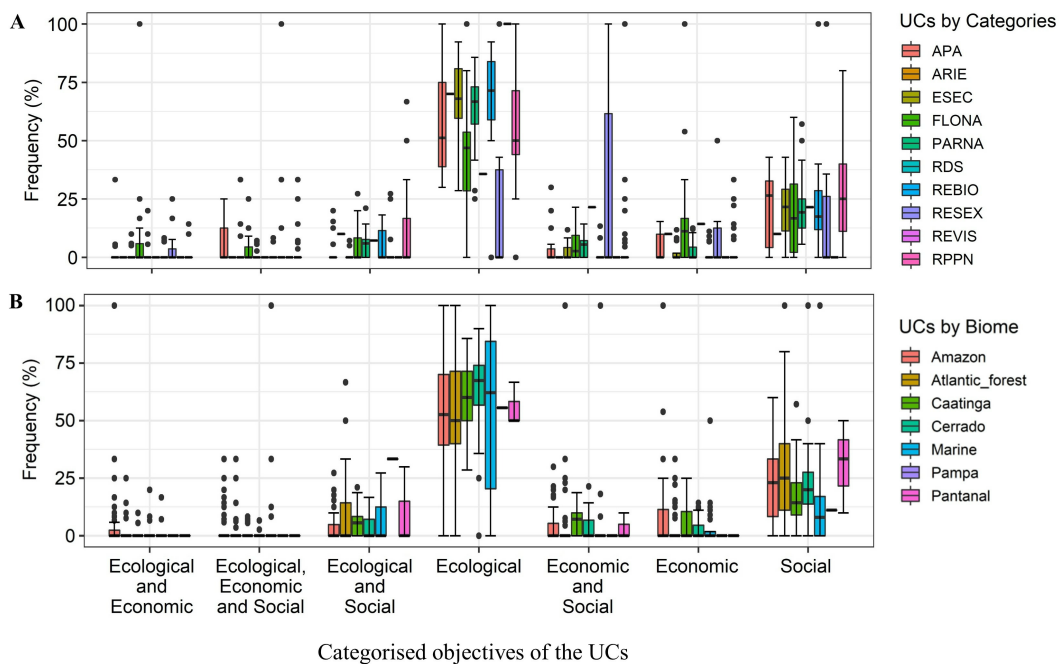 A
Frequency (%)
100
75
50
25
0
UCs by Categories
APA
ARIE
ESEC
FLONA
PARNA
RDS
REBIO
RESEX
REVIS
RPPN
B
Frequency (%)
100
75
50
25
0
UCs by Biome
Amazon
Atlantic_forest
Caatinga
Cerrado
Marine
Pampa
Pantanal
Ecological
and
Economic
Ecological,
Economic
and Social
Ecological
and
Social
Ecological
Economic
and
Social
Economic
Social
Categorised objectives of the UCs